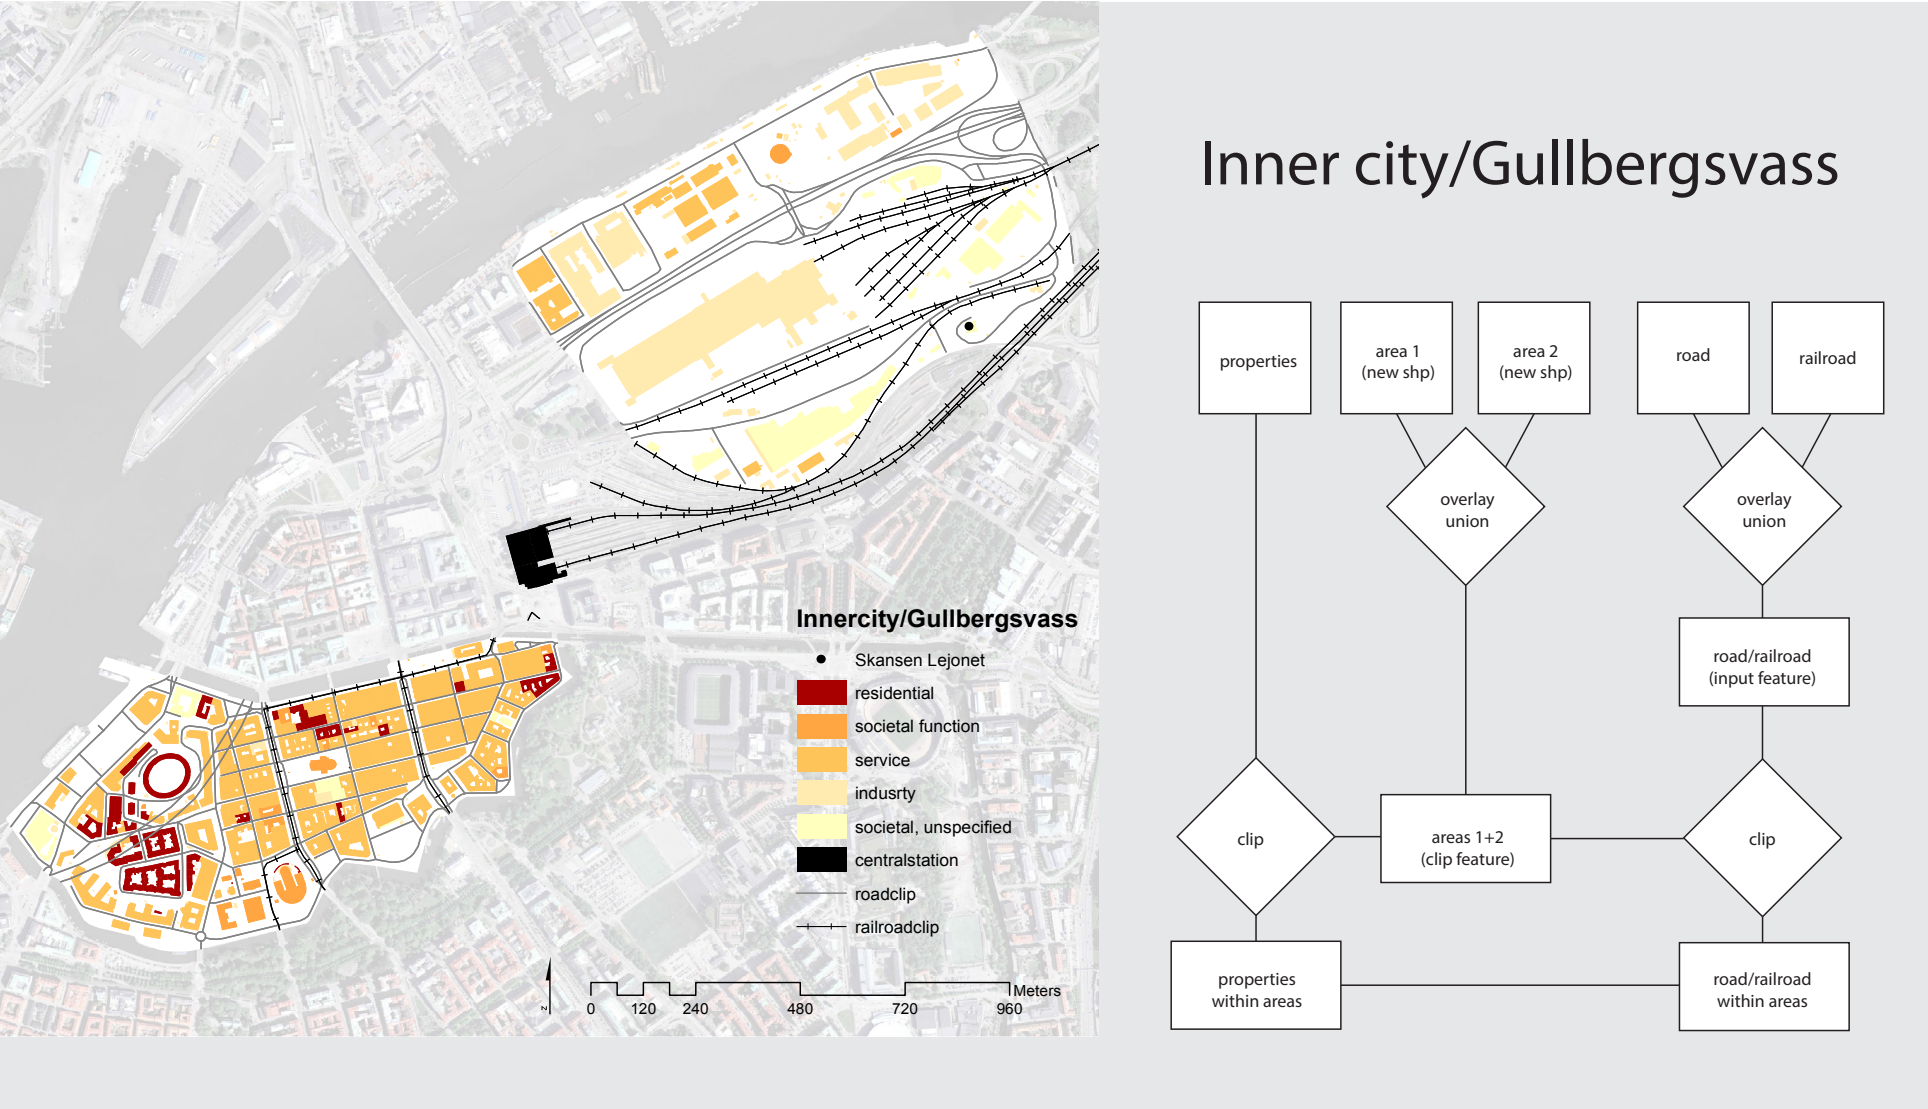 Inner city/Gullbergsvass
properties
area 1
(new shp)
area 2
(new shp)
road
railroad
overlay
union
overlay
union
road/railroad
(input feature)
clip
areas 1+2
(clip feature)
clip
properties
within areas
road/railroad
within areas
Innercity/Gullbergsvass
Skansen Lejonet
residential
societal function
service
indusrty
societal, unspecified
centralstation
roadclip
railroadclip
N
Meters
0 120 240 480 720 960